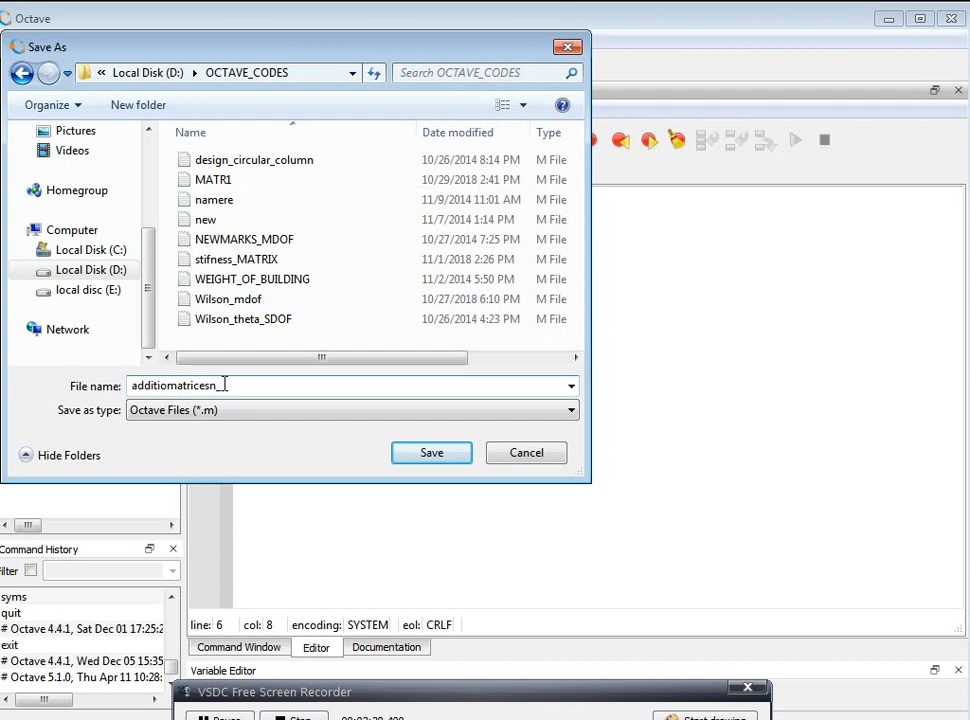 Octave
Save As
« Local Disk (D:) ▸ OCTAVE_CODES
Search OCTAVE_CODES
Organize
New folder
Name
Date modified
Type
Pictures
Videos
Homegroup
Computer
Local Disk (C:)
Local Disk (D:)
local disc (E:)
Network
design_circular_column 10/26/2014 8:14 PM M File
MATR1 10/29/2018 2:41 PM M File
namere 11/9/2014 11:01 AM M File
new 11/7/2014 1:14 PM M File
NEWMARKS_MDOF 10/27/2014 7:25 PM M File
stifness_MATRIX 11/1/2018 2:26 PM M File
WEIGHT_OF_BUILDING 11/2/2014 5:50 PM M File
Wilson_mdof 10/27/2018 6:10 PM M File
Wilson_theta_SDOF 10/26/2014 4:23 PM M File
File name: additiomatricesn_
Save as type: Octave Files (*.m)
Hide Folders
Save
Cancel
Command History
ilter
syms
quit
# Octave 4.4.1, Sat Dec 01 17:25:2
exit
# Octave 4.4.1, Wed Dec 05 15:35
# Octave 5.1.0, Thu Apr 11 10:28:
line: 6 col: 8 encoding: SYSTEM eol: CRLF
Command Window
Editor
Documentation
Variable Editor
VSDC Free Screen Recorder
Pause
Stop
Start drawing